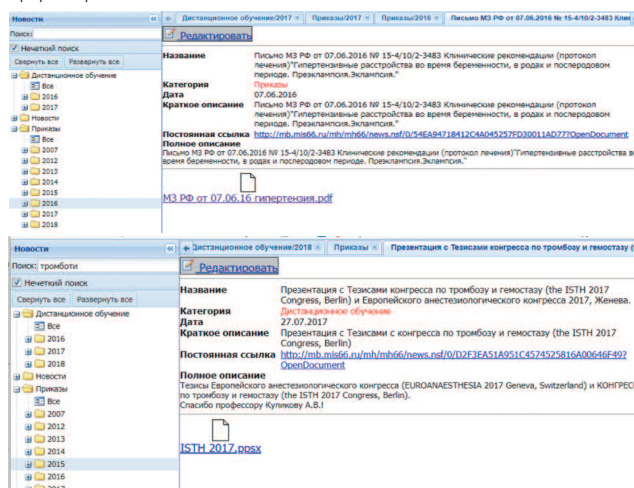 Новости
Поиск:
Нечеткий поиск
Свернуть все Развернуть все
Дистанционное обучение
Все
2016
2017
Новости
Приказы
Все
2007
2012
2013
2014
2015
2016
2017
2018
Дистанционное обучение/2017 × Приказы/2017 × Приказы/2016 × Письмо МЗ РФ от 07.06.2016 № 15-4/10/2-3483 Клин
Редактировать
Название Письмо МЗ РФ от 07.06.2016 № 15-4/10/2-3483 Клинические рекомендации (протокол
лечения)"Гипертензивные расстройства во время беременности, в родах и послеродовом
периоде. Преэклампсия.Эклампсия."
Категория Приказы
Дата 07.06.2016
Краткое описание Письмо МЗ РФ от 07.06.2016 № 15-4/10/2-3483 Клинические рекомендации (протокол
лечения)"Гипертензивные расстройства во время беременности, в родах и послеродовом
периоде. Преэклампсия.Эклампсия."
Постоянная ссылка http://mb.mis66.ru/mh/mh66/news.nsf/0/54EA94718412C4A045257FD30011AD77?OpenDocument
Полное описание
Письмо МЗ РФ от 07.06.2016 № 15-4/10/2-3483 Клинические рекомендации (протокол лечения)"Гипертензивные расстройства в
время беременности, в родах и послеродовом периоде. Преэклампсия.Эклампсия."
МЗ РФ от 07.06.16 гипертензия.pdf
Новости
Поиск: тромботи
Нечеткий поиск
Свернуть все Развернуть все
Дистанционное обучение
Все
2016
2017
2018
Новости
Приказы
Все
2007
2012
2013
2014
2015
2016
Дистанционное обучение/2018 × Приказы × Презентация с Тезисами конгресса по тромбозу и гемостазу (
Редактировать
Название Презентация с Тезисами конгресса по тромбозу и гемостазу (the ISTH 2017
Congress, Berlin) и Европейского анестезиологического конгресса 2017, Женева.
Категория Дистанционное обучение
Дата 27.07.2017
Краткое описание Презентация с Тезисами с конгресса по тромбозу и гемостазу (the ISTH 2017
Congress, Berlin)
Постоянная ссылка http://mb.mis66.ru/mh/mh66/news.nsf/0/D2F3EA51A951C4574525816A00646F49?
OpenDocument
Полное описание
Тезисы Европейского анестезиологического конгресса (EUROANAESTHESIA 2017 Geneva, Switzerland) и КОНГРЕС
по тромбозу и гемостазу (the ISTH 2017 Congress, Berlin).
Спасибо профессору Куликову А.В.!
ISTH 2017.ppsx